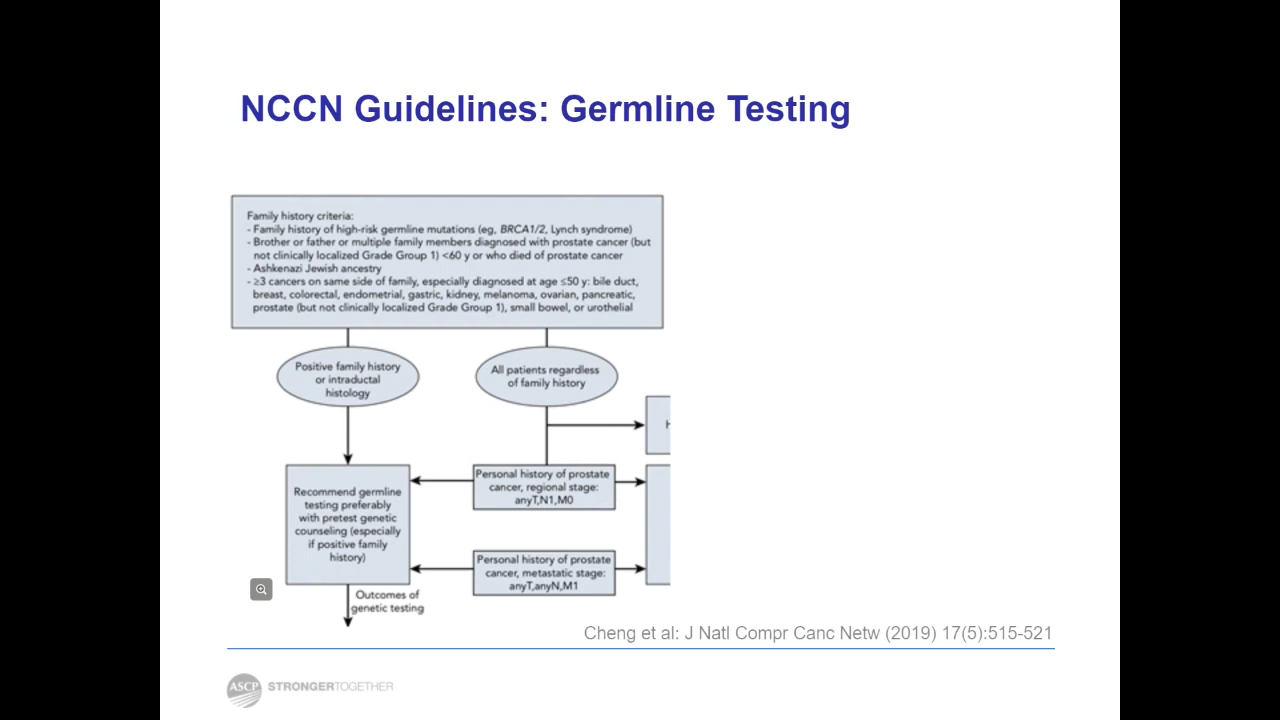 NCCN Guidelines: Germline Testing
Family history criteria:
- Family history of high-risk germline mutations (eg, BRCA1/2, Lynch syndrome)
- Brother or father or multiple family members diagnosed with prostate cancer (but
not clinically localized Grade Group 1) <60 y or who died of prostate cancer
- Ashkenazi Jewish ancestry
- ≥3 cancers on same side of family, especially diagnosed at age ≤50 y: bile duct,
breast, colorectal, endometrial, gastric, kidney, melanoma, ovarian, pancreatic,
prostate (but not clinically localized Grade Group 1), small bowel, or urothelial
Positive family history
or intraductal
histology
All patients regardless
of family history
Recommend germline
testing preferably
with pretest genetic
counseling (especially
if positive family
history)
Personal history of prostate
cancer, regional stage:
anyT,N1,M0
Personal history of prostate
cancer, metastatic stage:
anyT,anyN,M1
Outcomes of
genetic testing
Cheng et al: J Natl Compr Canc Netw (2019) 17(5):515-521
ASCP STRONGERTOGETHER